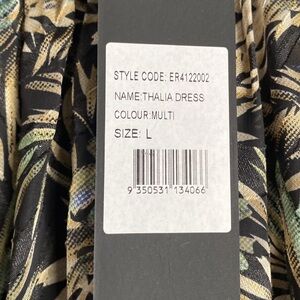 STYLE CODE: ER4122002
NAME:THALIA DRESS
COLOUR:MULTI
SIZE: L
9 350531 134066